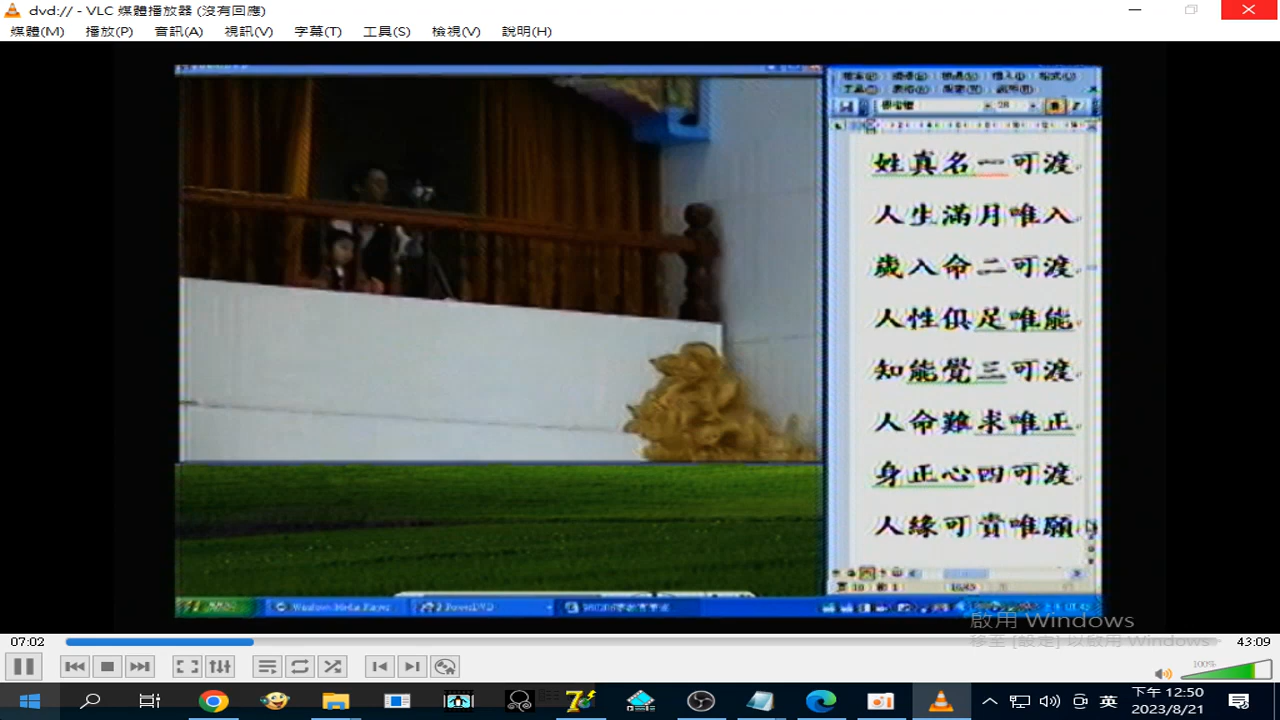 dvd:// - VLC 媒體播放器 (沒有回應)
媒體(M) 播放(P) 音訊(A) 視訊(V) 字幕(T) 工具(S) 檢視(V) 說明(H)
28
姓真名一可渡
人生滿月唯入
歲入命二可渡
人性俱足唯能
知能覺三可渡
人命難求唯正
身正心四可渡
人緣可貴唯願
Windows Media Player
PowerDVD
啟用 Windows
移至 [設定] 以啟用 Windows
07:02
43:09
100%
英
下午 12:50
2023/8/21